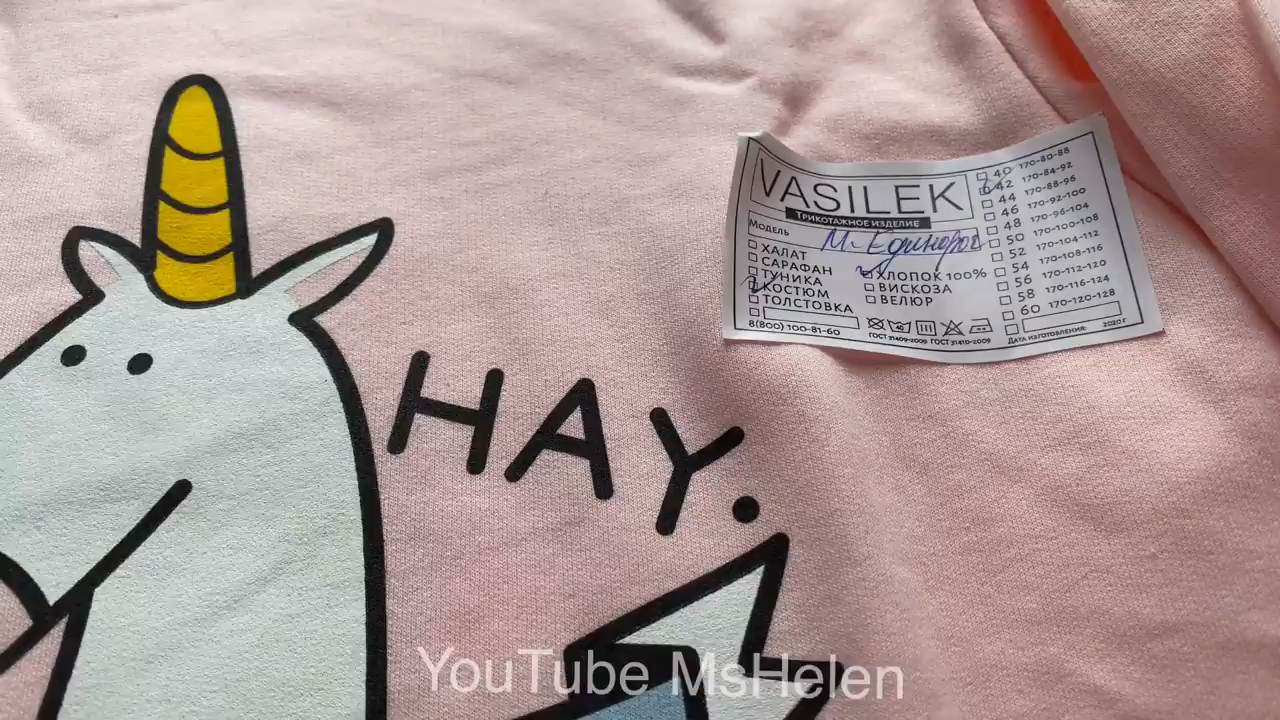 HAY.
VASILEK
ТРИКОТАЖНОЕ ИЗДЕЛИЕ
МОДЕЛЬ М- Единорог
ХАЛАТ
САРАФАН
ТУНИКА
КОСТЮМ
ТОЛСТОВКА
ХЛОПОК 100%
ВИСКОЗА
ВЕЛЮР
8(800) 100-81-60
ГОСТ 31409-2009 ГОСТ 31410-2009
40 170-80-88
42 170-84-92
44 170-88-96
46 170-92-100
48 170-96-104
50 170-100-108
52 170-104-112
54 170-108-116
56 170-112-120
58 170-116-124
60 170-120-128
ДАТА ИЗГОТОВЛЕНИЯ: 2020 г
YouTube MsHelen